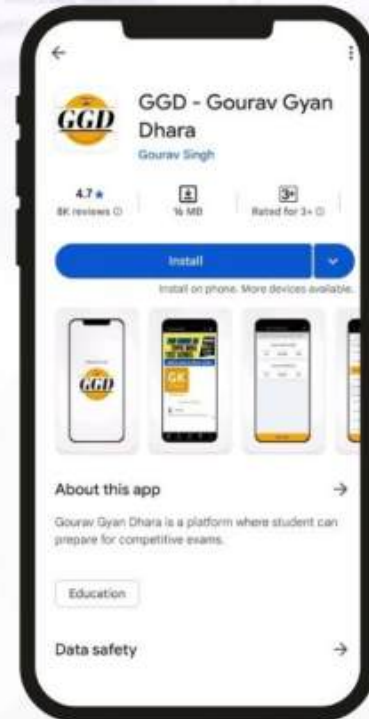 GGD - Gourav Gyan
Dhara
GGD
Gourav Singh
4.7★
8K reviews
16 MB
3+
Rated for 3+
Install
Install on phone. More devices available.
GGD
GK
About this app
Gourav Gyan Dhara is a platform where student can
prepare for competitive exams.
Education
Data safety